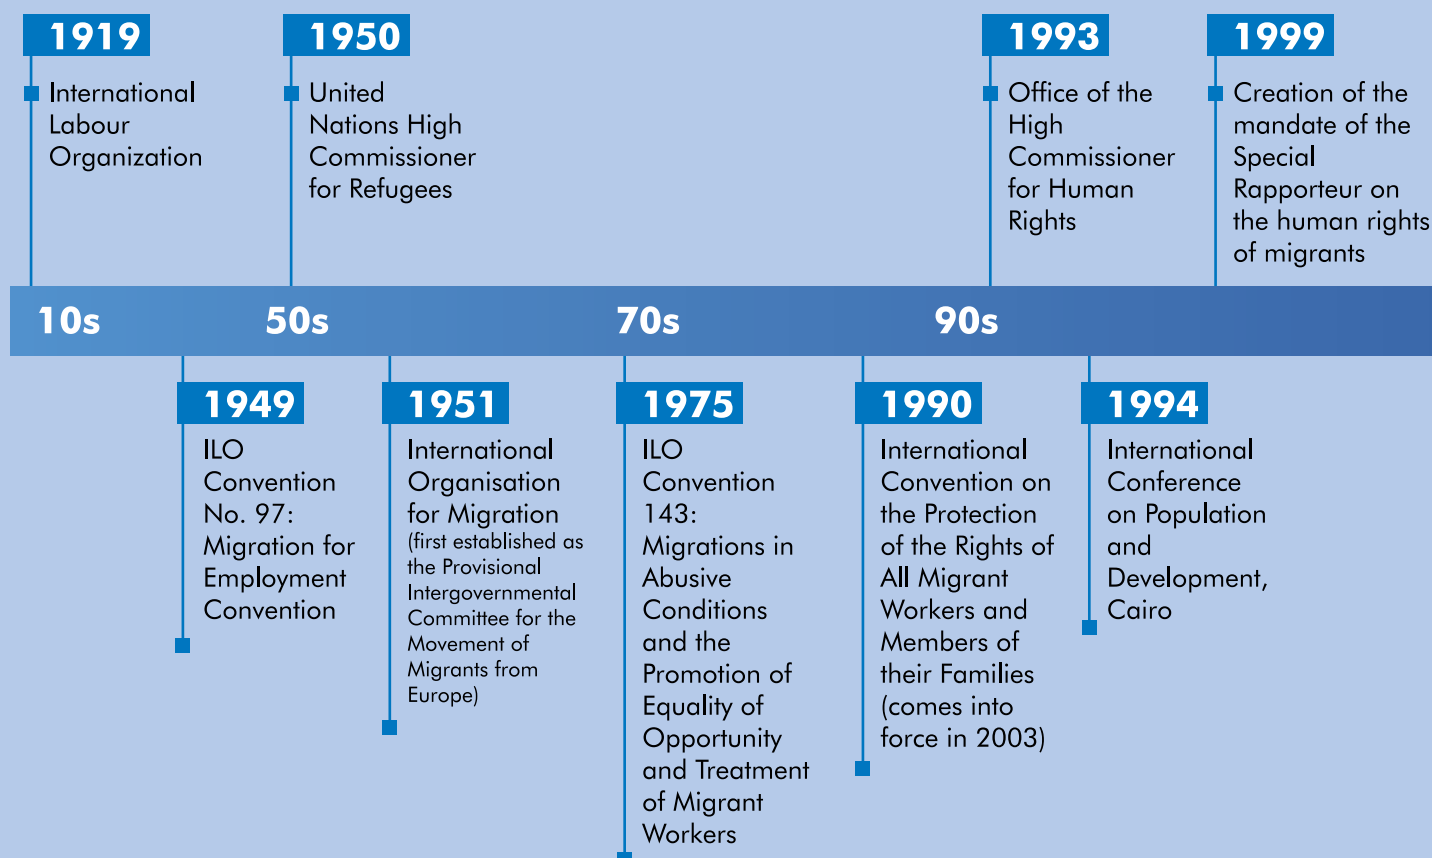 1919
International
Labour
Organization
1950
United
Nations High
Commissioner
for Refugees
1993
Office of the
High
Commissioner
for Human
Rights
1999
Creation of the
mandate of the
Special
Rapporteur on
the human rights
of migrants
10s
50s
70s
90s
1949
ILO
Convention
No. 97:
Migration for
Employment
Convention
1951
International
Organisation
for Migration
(first established as
the Provisional
Intergovernmental
Committee for the
Movement of
Migrants from
Europe)
1975
ILO
Convention
143:
Migrations in
Abusive
Conditions
and the
Promotion of
Equality of
Opportunity
and Treatment
of Migrant
Workers
1990
International
Convention on
the Protection
of the Rights of
All Migrant
Workers and
Members of
their Families
(comes into
force in 2003)
1994
International
Conference
on Population
and
Development,
Cairo